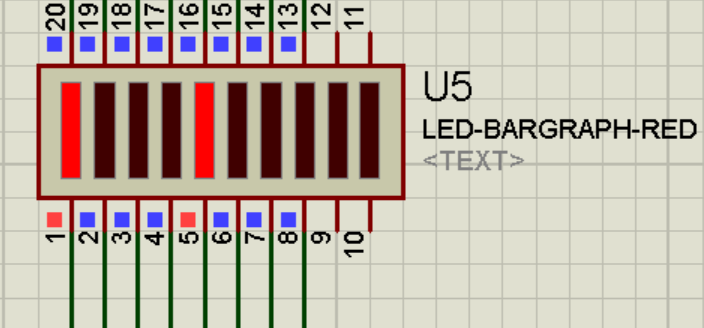 20 19 18 17 16 15 14 13 12 11
U5
LED-BARGRAPH-RED
<TEXT>
1 2 3 4 5 6 7 8 9 10